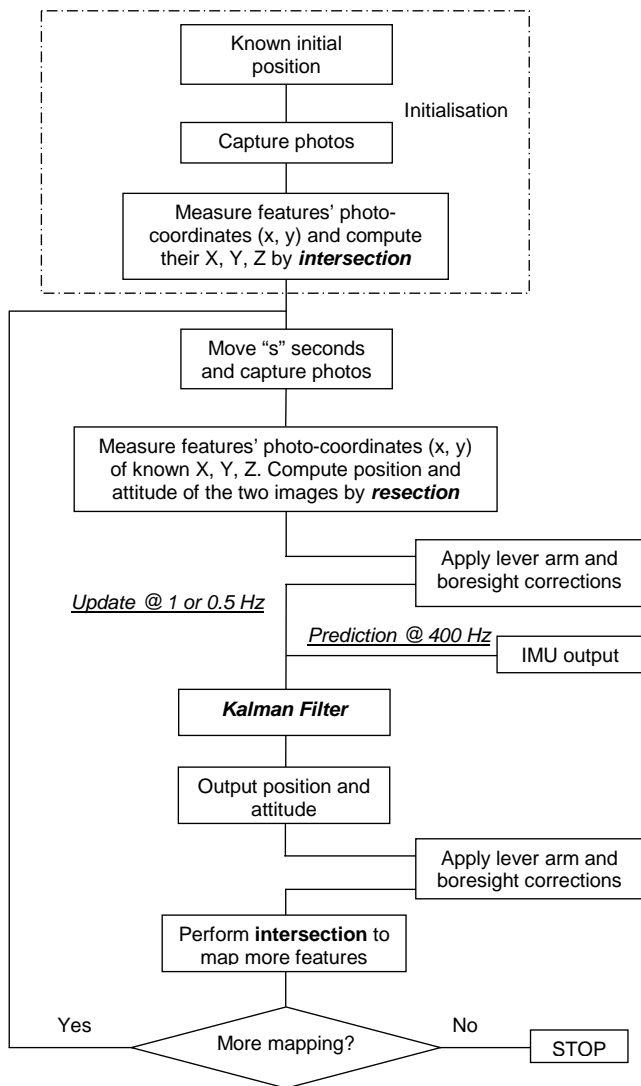 Known initial
position
Initialisation
Capture photos
Measure features’ photo-
coordinates (x, y) and compute
their X, Y, Z by intersection
Move “s” seconds
and capture photos
Measure features’ photo-coordinates (x, y)
of known X, Y, Z. Compute position and
attitude of the two images by resection
Apply lever arm and
boresight corrections
Update @ 1 or 0.5 Hz
Prediction @ 400 Hz
IMU output
Kalman Filter
Output position and
attitude
Apply lever arm and
boresight corrections
Perform intersection to
map more features
Yes
More mapping?
No
STOP